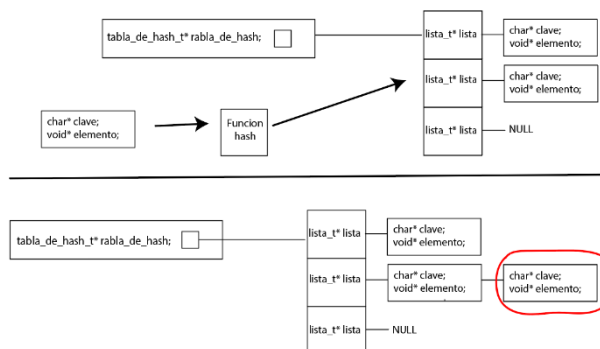 tabla_de_hash_t* rabla_de_hash;
lista_t* lista
char* clave;
void* elemento;
lista_t* lista
char* clave;
void* elemento;
char* clave;
void* elemento;
Funcion
hash
lista_t* lista
NULL
tabla_de_hash_t* rabla_de_hash;
lista_t* lista
char* clave;
void* elemento;
lista_t* lista
char* clave;
void* elemento;
char* clave;
void* elemento;
lista_t* lista
NULL